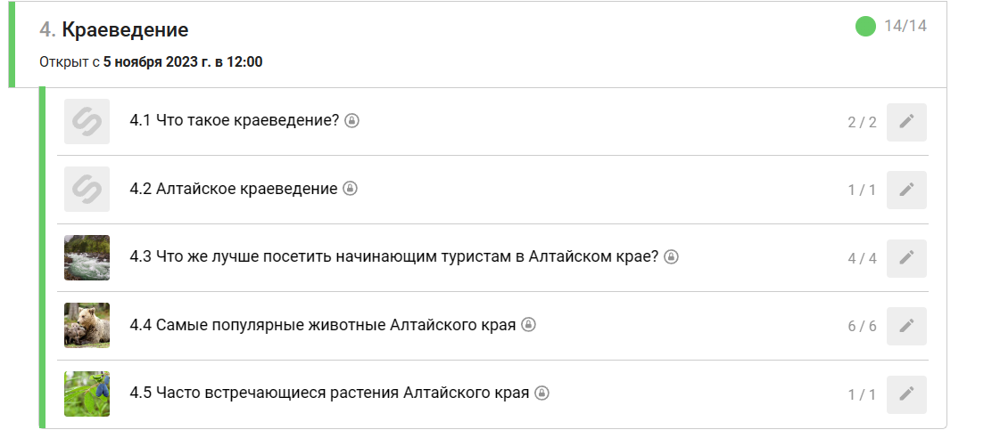 4. Краеведение
14/14
Открыт с 5 ноября 2023 г. в 12:00
4.1 Что такое краеведение?
2 / 2
4.2 Алтайское краеведение
1 / 1
4.3 Что же лучше посетить начинающим туристам в Алтайском крае?
4 / 4
4.4 Самые популярные животные Алтайского края
6 / 6
4.5 Часто встречающиеся растения Алтайского края
1 / 1